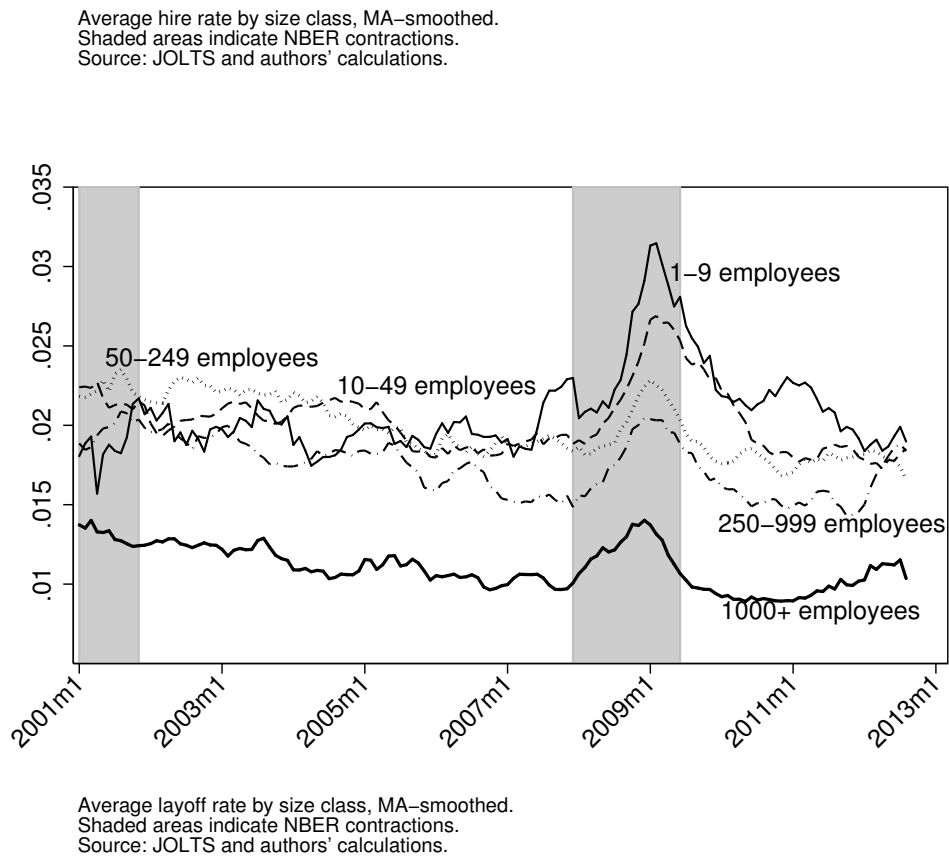 Average hire rate by size class, MA−smoothed.
Shaded areas indicate NBER contractions.
Source: JOLTS and authors' calculations.
.035
.03
.025
.02
.015
.01
1−9 employees
50−249 employees
10−49 employees
250−999 employees
1000+ employees
2001m1
2003m1
2005m1
2007m1
2009m1
2011m1
2013m1
Average layoff rate by size class, MA−smoothed.
Shaded areas indicate NBER contractions.
Source: JOLTS and authors' calculations.